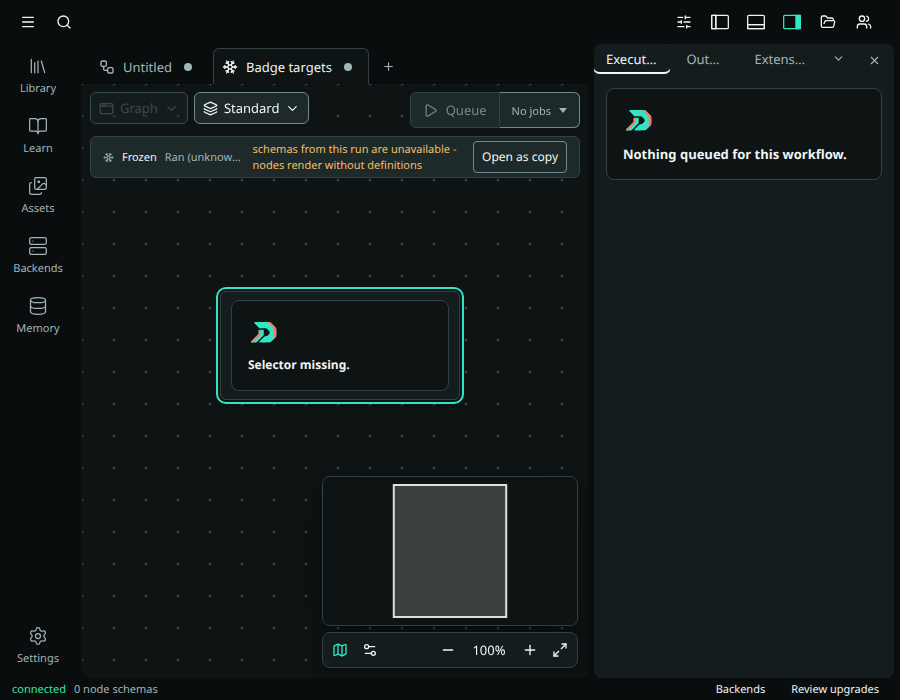 Untitled
Badge targets
Execut...
Out...
Extens...
Library
Learn
Assets
Backends
Memory
Settings
Graph
Standard
Queue
No jobs
Frozen
Ran (unknow...
schemas from this run are unavailable -
nodes render without definitions
Open as copy
Nothing queued for this workflow.
Selector missing.
100%
connected
0 node schemas
Backends
Review upgrades